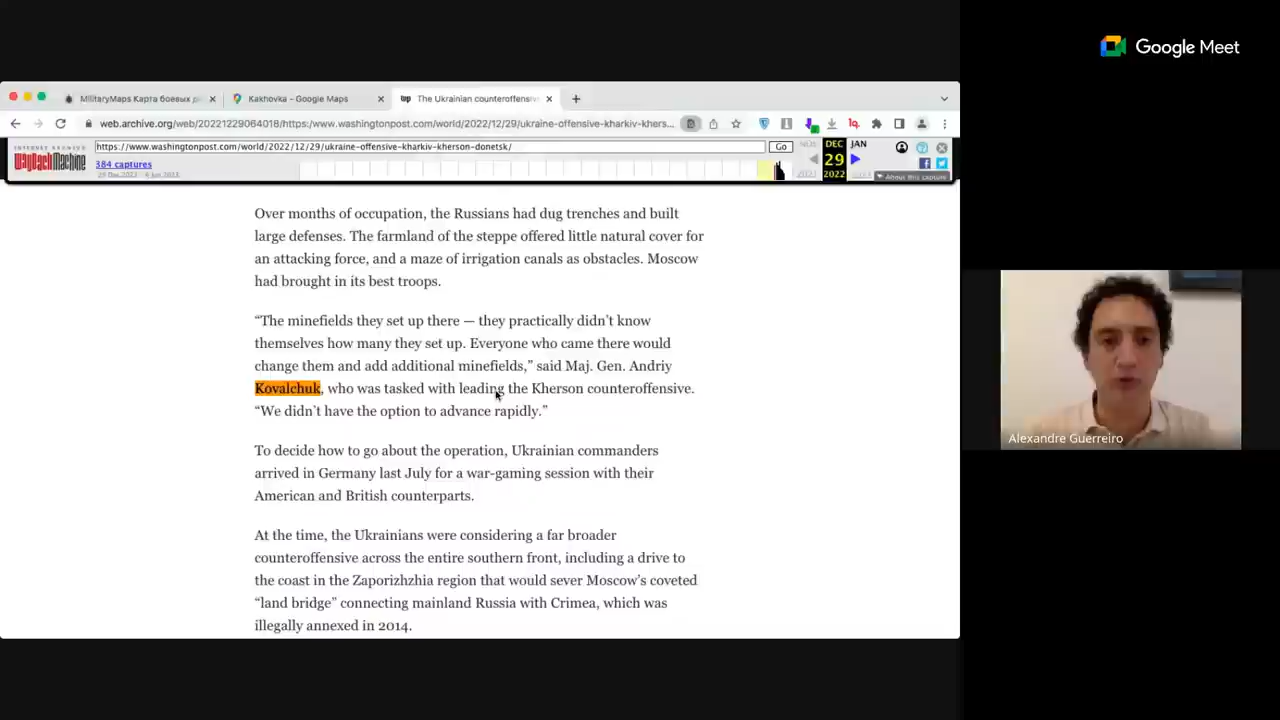 Google Meet
MilitaryMaps Карта боевых де
Kakhovka - Google Maps
The Ukrainian counteroffensiv
web.archive.org/web/20221229064018/https:/www.washingtonpost.com/world/2022/12/29/ukraine-offensive-kharkiv-khers...
INTERNET ARCHIVE
WayBackMachine
https://www.washingtonpost.com/world/2022/12/29/ukraine-offensive-kharkiv-kherson-donetsk/
Go
384 captures
DEC
JAN
29
2022
About this capture
Over months of occupation, the Russians had dug trenches and built
large defenses. The farmland of the steppe offered little natural cover for
an attacking force, and a maze of irrigation canals as obstacles. Moscow
had brought in its best troops.
“The minefields they set up there — they practically didn’t know
themselves how many they set up. Everyone who came there would
change them and add additional minefields,” said Maj. Gen. Andriy
Kovalchuk, who was tasked with leading the Kherson counteroffensive.
“We didn’t have the option to advance rapidly.”
To decide how to go about the operation, Ukrainian commanders
arrived in Germany last July for a war-gaming session with their
American and British counterparts.
At the time, the Ukrainians were considering a far broader
counteroffensive across the entire southern front, including a drive to
the coast in the Zaporizhzhia region that would sever Moscow’s coveted
“land bridge” connecting mainland Russia with Crimea, which was
illegally annexed in 2014.
Alexandre Guerreiro